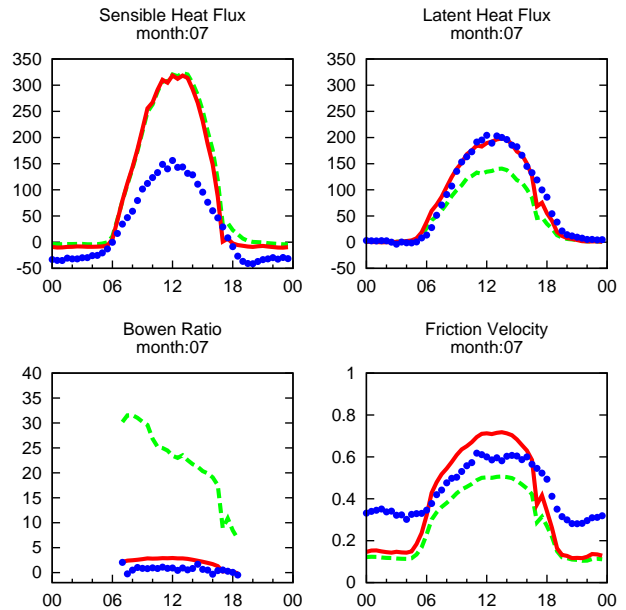 Sensible Heat Flux
month:07
350
300
250
200
150
100
50
0
-50
00 06 12 18 00
Latent Heat Flux
month:07
350
300
250
200
150
100
50
0
-50
00 06 12 18 00
Bowen Ratio
month:07
40
35
30
25
20
15
10
5
0
00 06 12 18 00
Friction Velocity
month:07
1
0.8
0.6
0.4
0.2
0
00 06 12 18 00